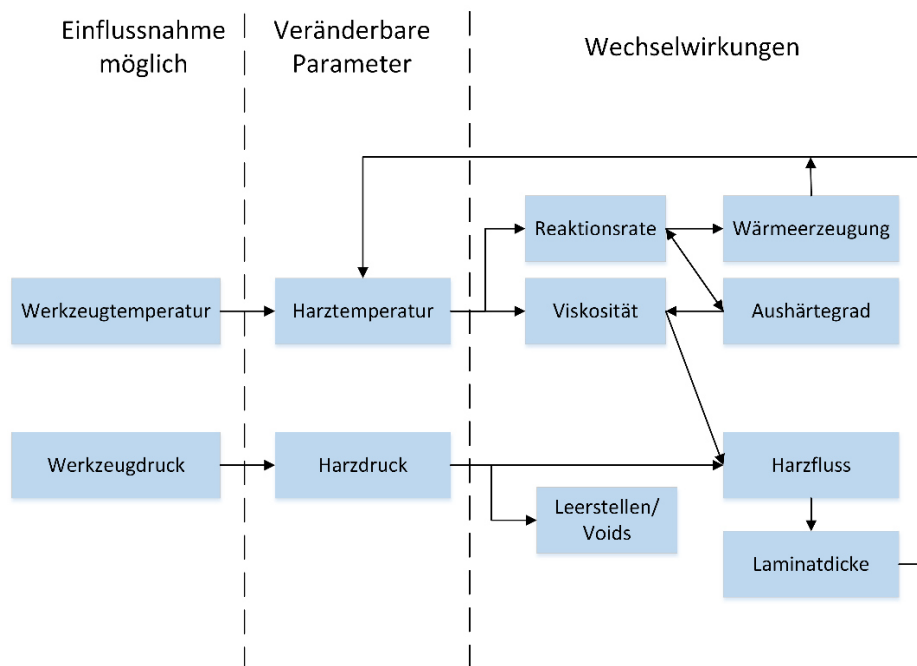 Einflussnahme
möglich
Veränderbare
Parameter
Wechselwirkungen
Reaktionsrate
Wärmeerzeugung
Werkzeugtemperatur
Harztemperatur
Viskosität
Aushärtegrad
Werkzeugdruck
Harzdruck
Harzfluss
Leerstellen/
Voids
Laminatdicke